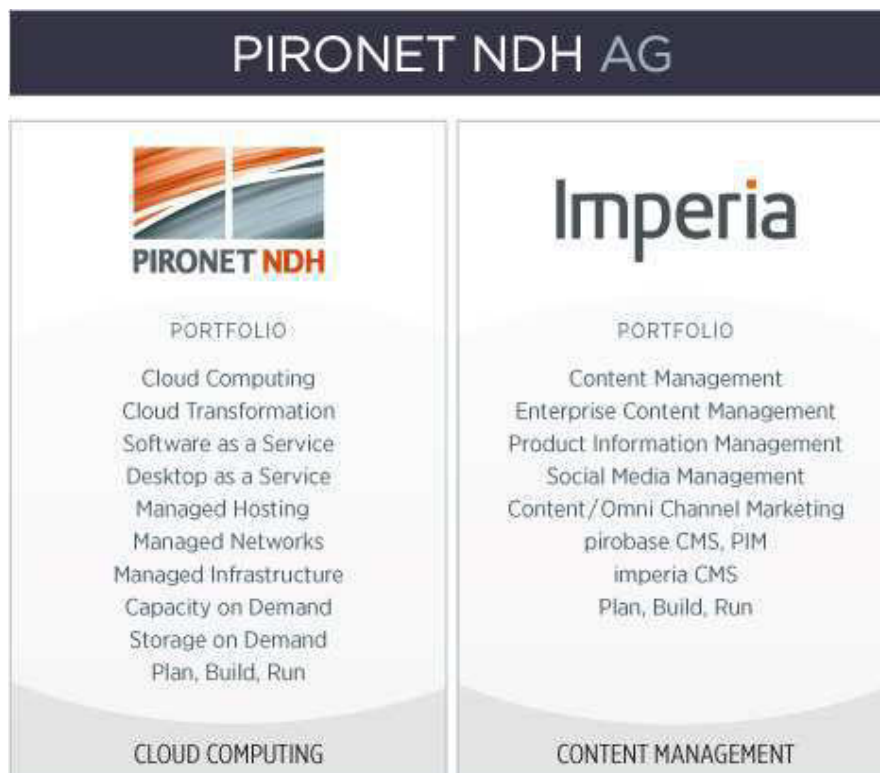 PIRONET NDH AG
PIRONET NDH
PORTFOLIO
Cloud Computing
Cloud Transformation
Software as a Service
Desktop as a Service
Managed Hosting
Managed Networks
Managed Infrastructure
Capacity on Demand
Storage on Demand
Plan, Build, Run
CLOUD COMPUTING
Imperia
PORTFOLIO
Content Management
Enterprise Content Management
Product Information Management
Social Media Management
Content/Omni Channel Marketing
pirobase CMS, PIM
imperia CMS
Plan, Build, Run
CONTENT MANAGEMENT